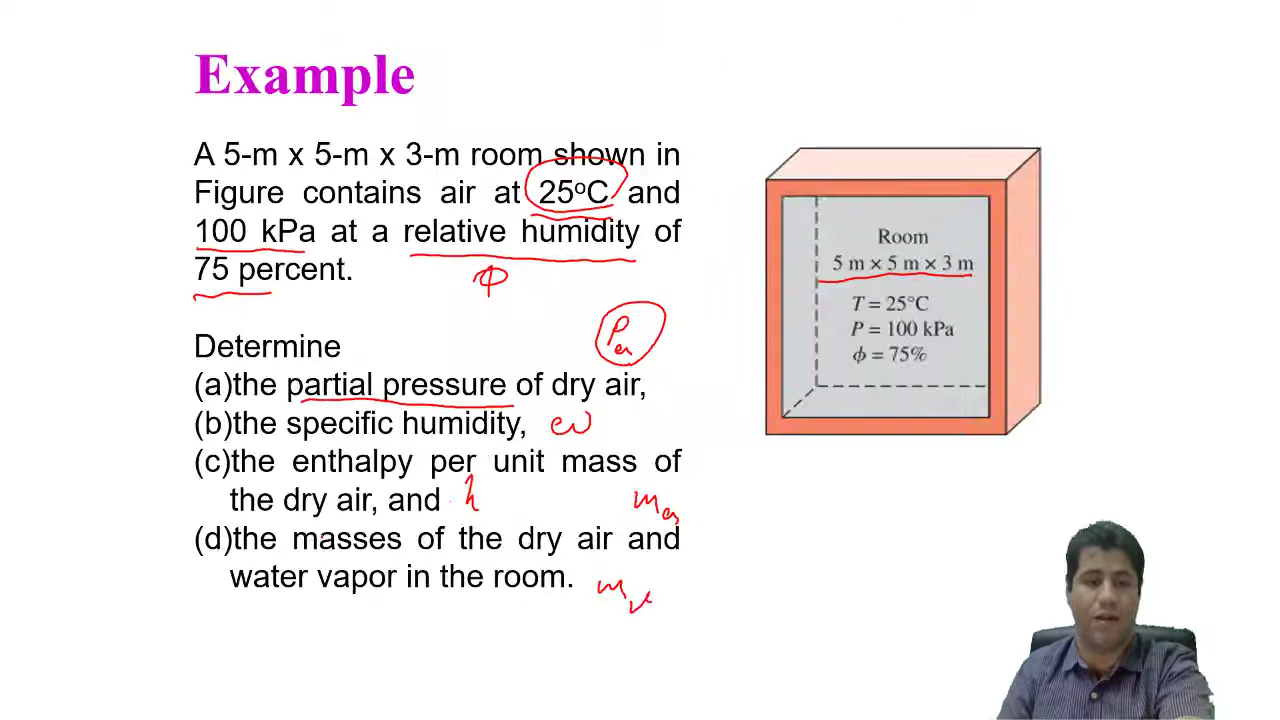 Example
A 5-m x 5-m x 3-m room shown in
Figure contains air at 25°C and
100 kPa at a relative humidity of
75 percent.
Φ
Determine
Pa
(a)the partial pressure of dry air,
(b)the specific humidity, ω
(c)the enthalpy per unit mass of
the dry air, and h
ma
(d)the masses of the dry air and
water vapor in the room. mv
Room
5 m × 5 m × 3 m
T = 25°C
P = 100 kPa
ϕ = 75%